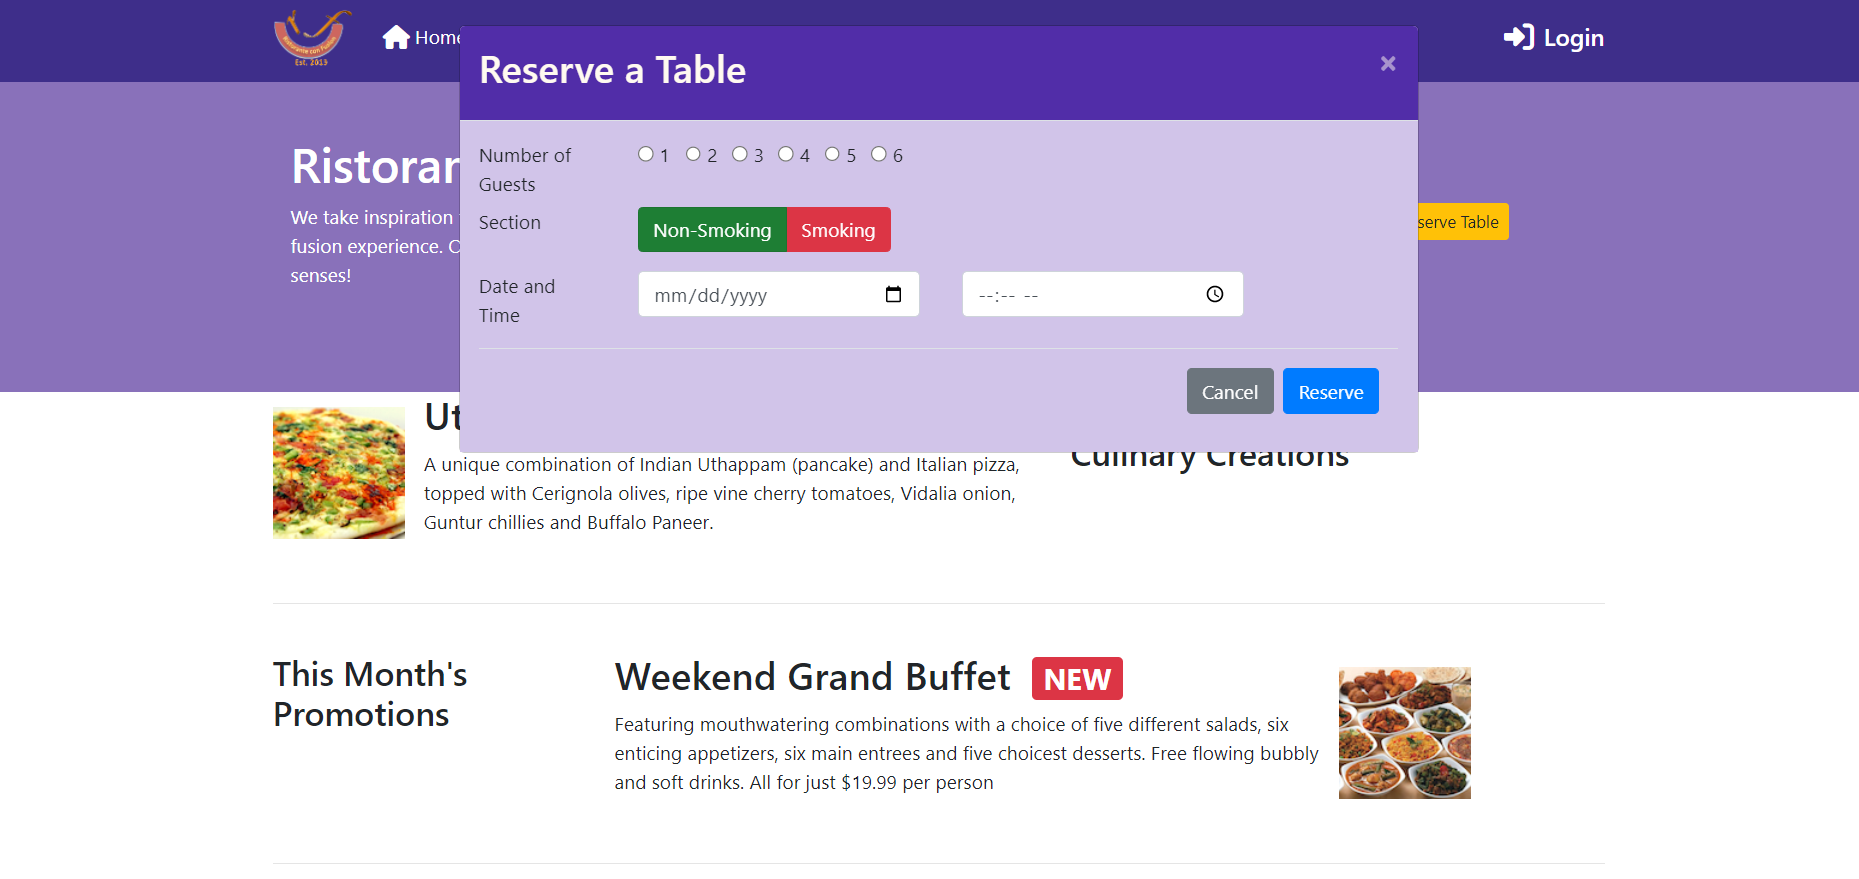 Ristorante con Fusion
Est. 2013
Home
Login
Reserve a Table
×
Number of
Guests
1 2 3 4 5 6
Section
Non-Smoking Smoking
Date and
Time
mm/dd/yyyy
--:-- --
Cancel Reserve
Ristorar
We take inspiration
fusion experience.
senses!
serve Table
Ut
A unique combination of Indian Uthappam (pancake) and Italian pizza,
topped with Cerignola olives, ripe vine cherry tomatoes, Vidalia onion,
Guntur chillies and Buffalo Paneer.
Culinary Creations
This Month's
Promotions
Weekend Grand Buffet NEW
Featuring mouthwatering combinations with a choice of five different salads, six
enticing appetizers, six main entrees and five choicest desserts. Free flowing bubbly
and soft drinks. All for just $19.99 per person